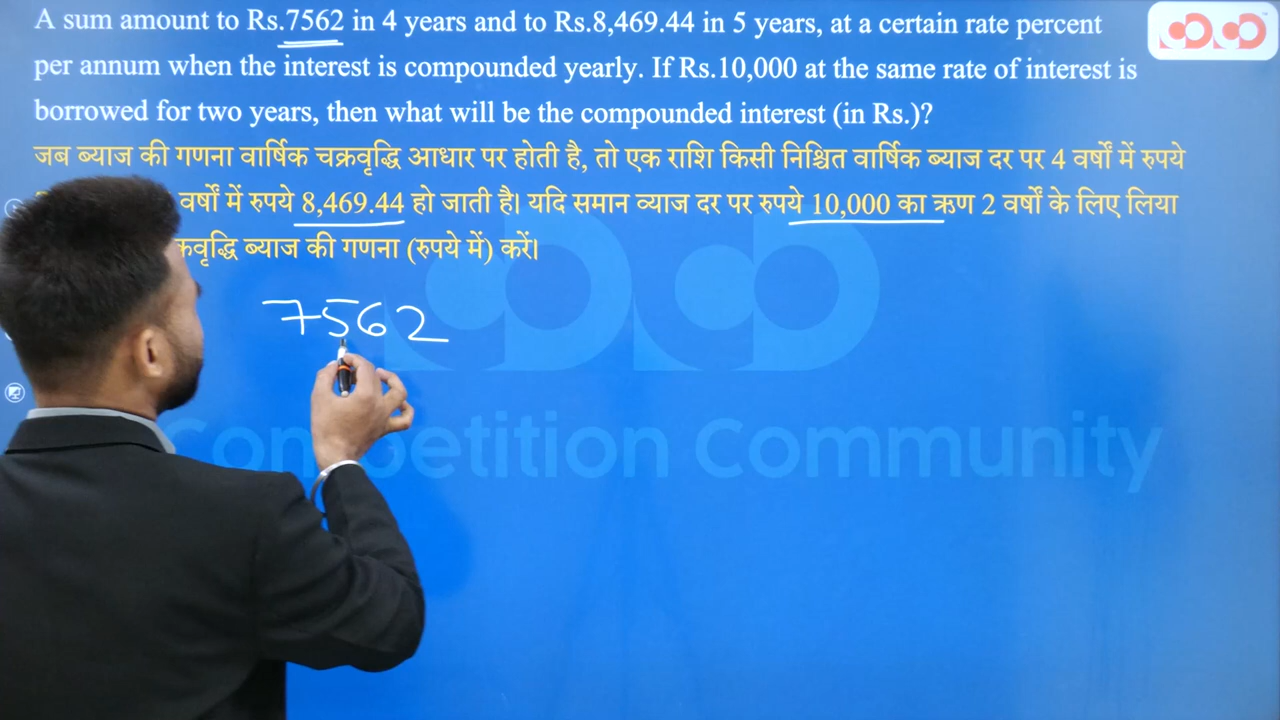 A sum amount to Rs.7562 in 4 years and to Rs.8,469.44 in 5 years, at a certain rate percent
per annum when the interest is compounded yearly. If Rs.10,000 at the same rate of interest is
borrowed for two years, then what will be the compounded interest (in Rs.)?
जब ब्याज की गणना वार्षिक चक्रवृद्धि आधार पर होती है, तो एक राशि किसी निश्चित वार्षिक ब्याज दर पर 4 वर्षों में रुपये
वर्षों में रुपये 8,469.44 हो जाती है। यदि समान व्याज दर पर रुपये 10,000 का ऋण 2 वर्षों के लिए लिया
ब्याज की गणना (रुपये में) करें।
7562
Community